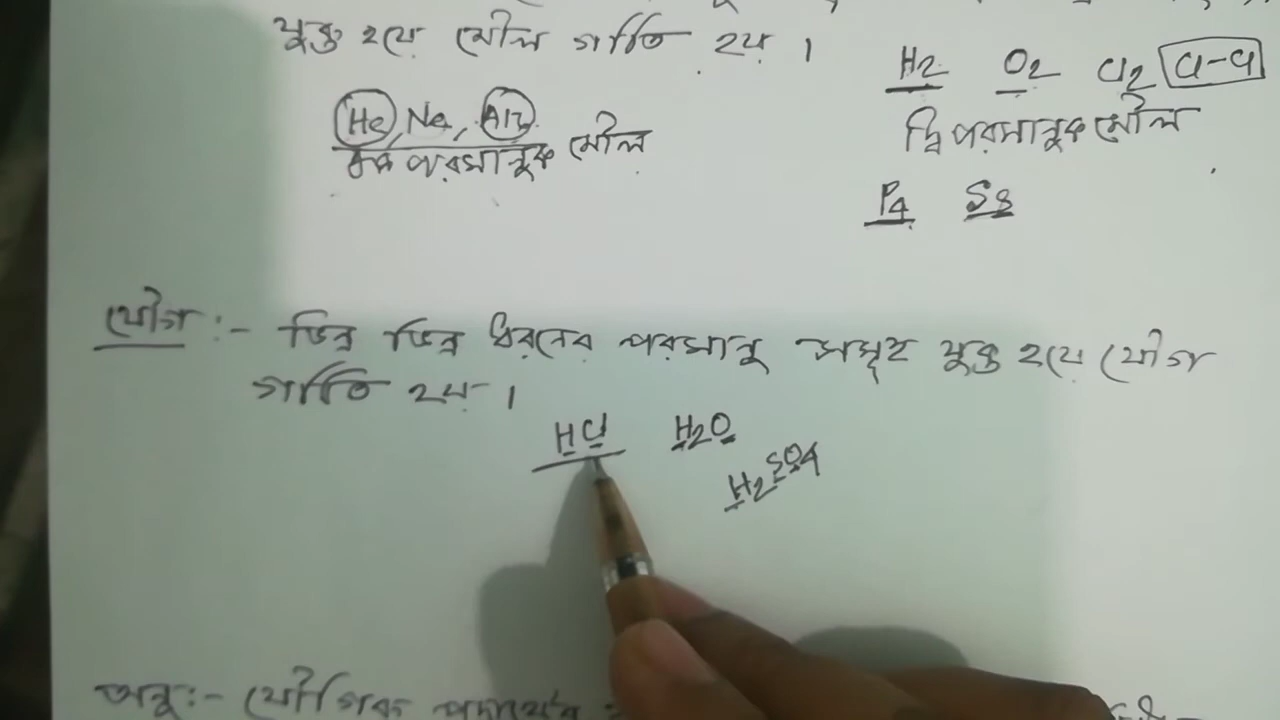 যুক্ত হয়ে মৌল গঠিত হয় ।
H2 O2 Cl2 Cl-Cl
He, Ne,
এক পরমানুক মৌল
দ্বি পরমানুক মৌল
P4 S8
যৌগ :- ভিন্ন ভিন্ন ধরনের পরমানু সমূহ যুক্ত হয়ে যৌগ
গঠিত হয় ।
HCl H2O
H2SO4
অনু :- যৌগিক পদার্থের